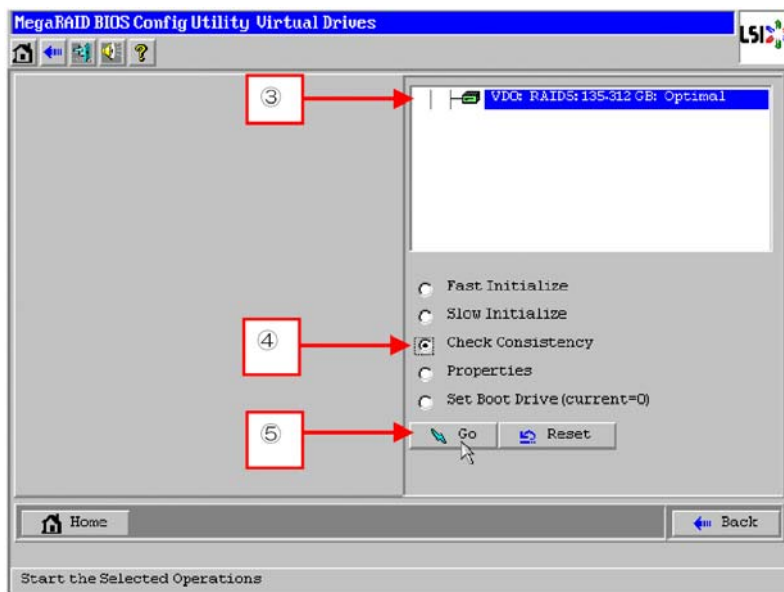 MegaRAID BIOS Config Utility Virtual Drives
LSI
?
③
VD0: RAID5: 135.312 GB: Optimal
Fast Initialize
Slow Initialize
④
Check Consistency
Properties
Set Boot Drive (current=0)
⑤
Go
Reset
Home
Back
Start the Selected Operations